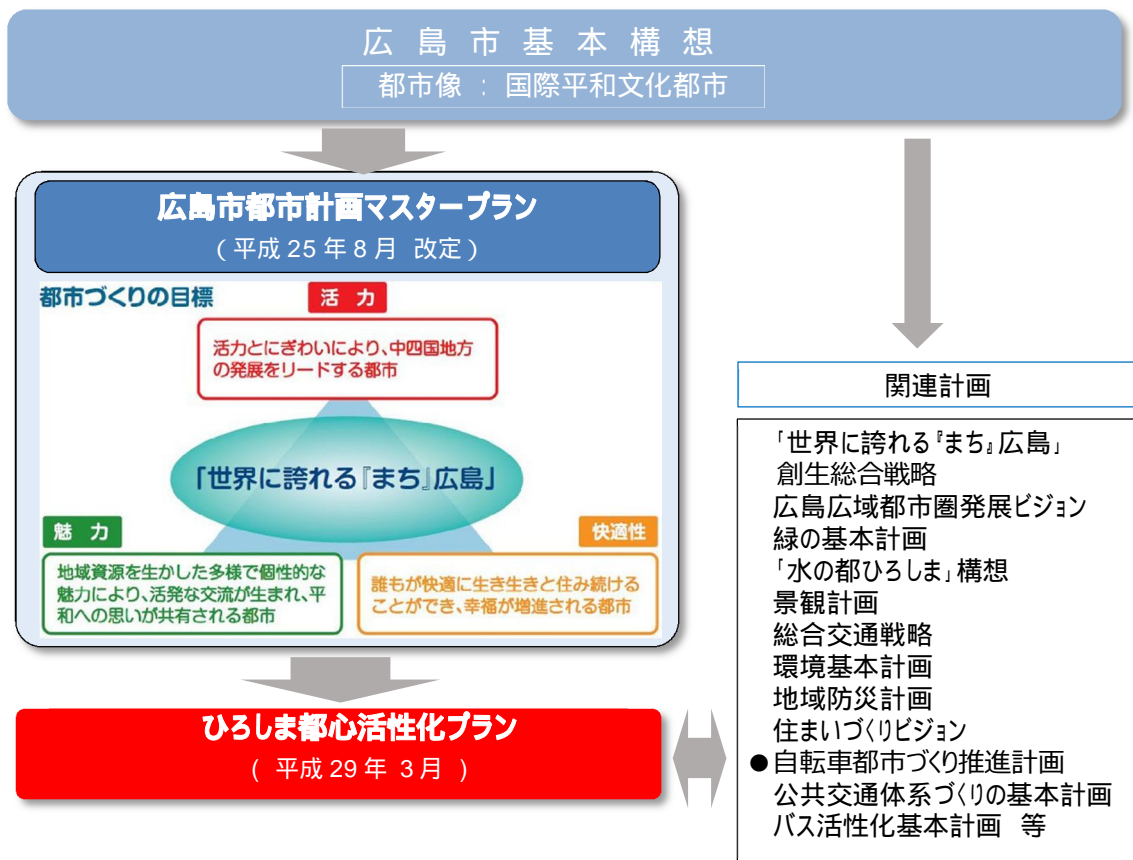 広島市基本構想
都市像 : 国際平和文化都市
広島市都市計画マスタープラン
(平成25年8月 改定)
都市づくりの目標
活力
活力とにぎわいにより、中四国地方
の発展をリードする都市
「世界に誇れる『まち』広島」
魅力
地域資源を生かした多様で個性的な
魅力により、活発な交流が生まれ、平
和への思いが共有される都市
快適性
誰もが快適に生き生きと住み続ける
ことができ、幸福が増進される都市
ひろしま都心活性化プラン
( 平成29年 3月 )
関連計画
「世界に誇れる『まち』広島」
創生総合戦略
広島広域都市圏発展ビジョン
緑の基本計画
「水の都ひろしま」構想
景観計画
総合交通戦略
環境基本計画
地域防災計画
住まいづくりビジョン
●自転車都市づくり推進計画
公共交通体系づくりの基本計画
バス活性化基本計画 等